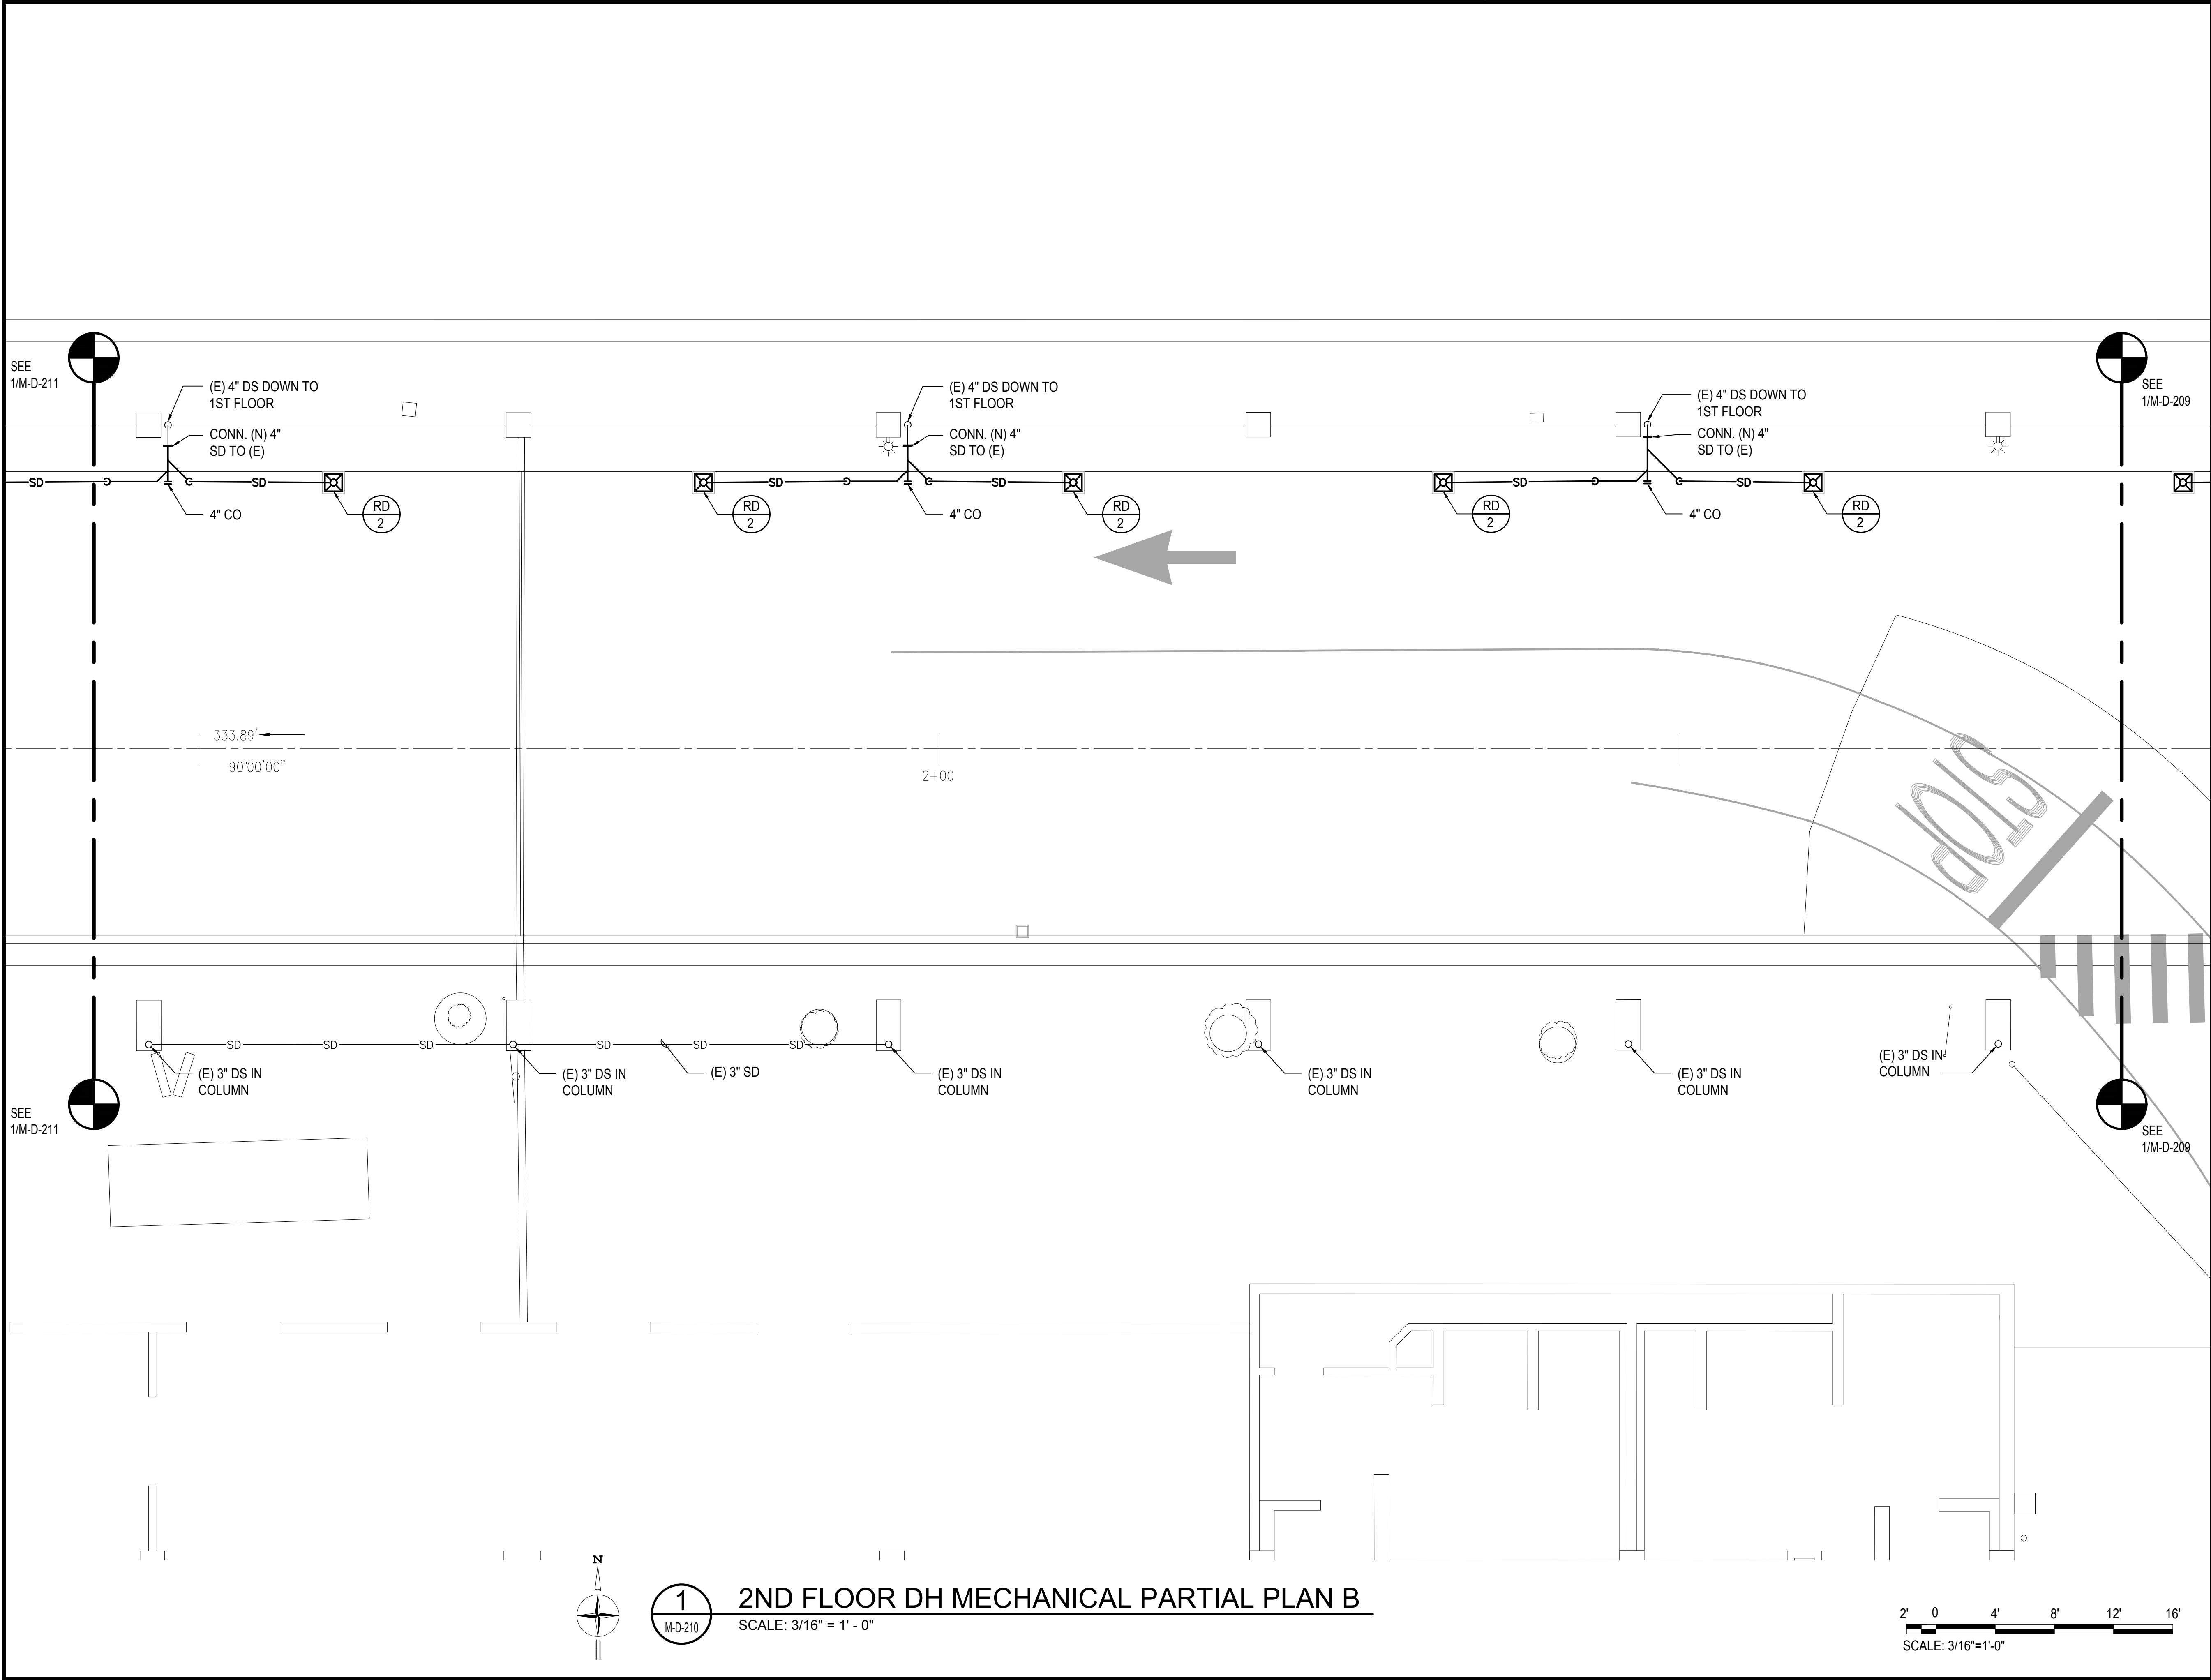 SEE
1/M-D-211
(E) 4" DS DOWN TO
1ST FLOOR
CONN. (N) 4"
SD TO (E)
(E) 4" DS DOWN TO
1ST FLOOR
CONN. (N) 4"
SD TO (E)
(E) 4" DS DOWN TO
1ST FLOOR
CONN. (N) 4"
SD TO (E)
SEE
1/M-D-209
SD
SD
SD
SD
SD
SD
4" CO
RD
2
RD
2
4" CO
RD
2
RD
2
4" CO
RD
2
333.89'
90°00'00"
2+00
STOP
SD
SD
SD
SD
SD
SD
(E) 3" DS IN
COLUMN
(E) 3" DS IN
COLUMN
(E) 3" SD
(E) 3" DS IN
COLUMN
(E) 3" DS IN
COLUMN
(E) 3" DS IN
COLUMN
(E) 3" DS IN
COLUMN
SEE
1/M-D-211
SEE
1/M-D-209
N
1
M-D-210
2ND FLOOR DH MECHANICAL PARTIAL PLAN B
SCALE: 3/16" = 1' - 0"
2' 0 4' 8' 12' 16'
SCALE: 3/16"=1'-0"